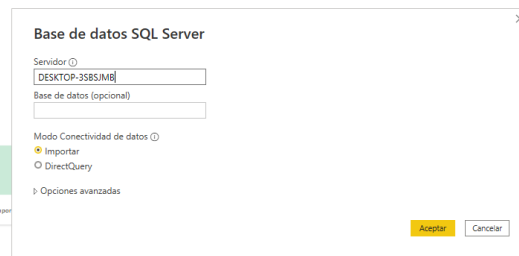 Base de datos SQL Server
Servidor
DESKTOP-3SBSJMB
Base de datos (opcional)
Modo Conectividad de datos
Importar
DirectQuery
Opciones avanzadas
Aceptar
Cancelar